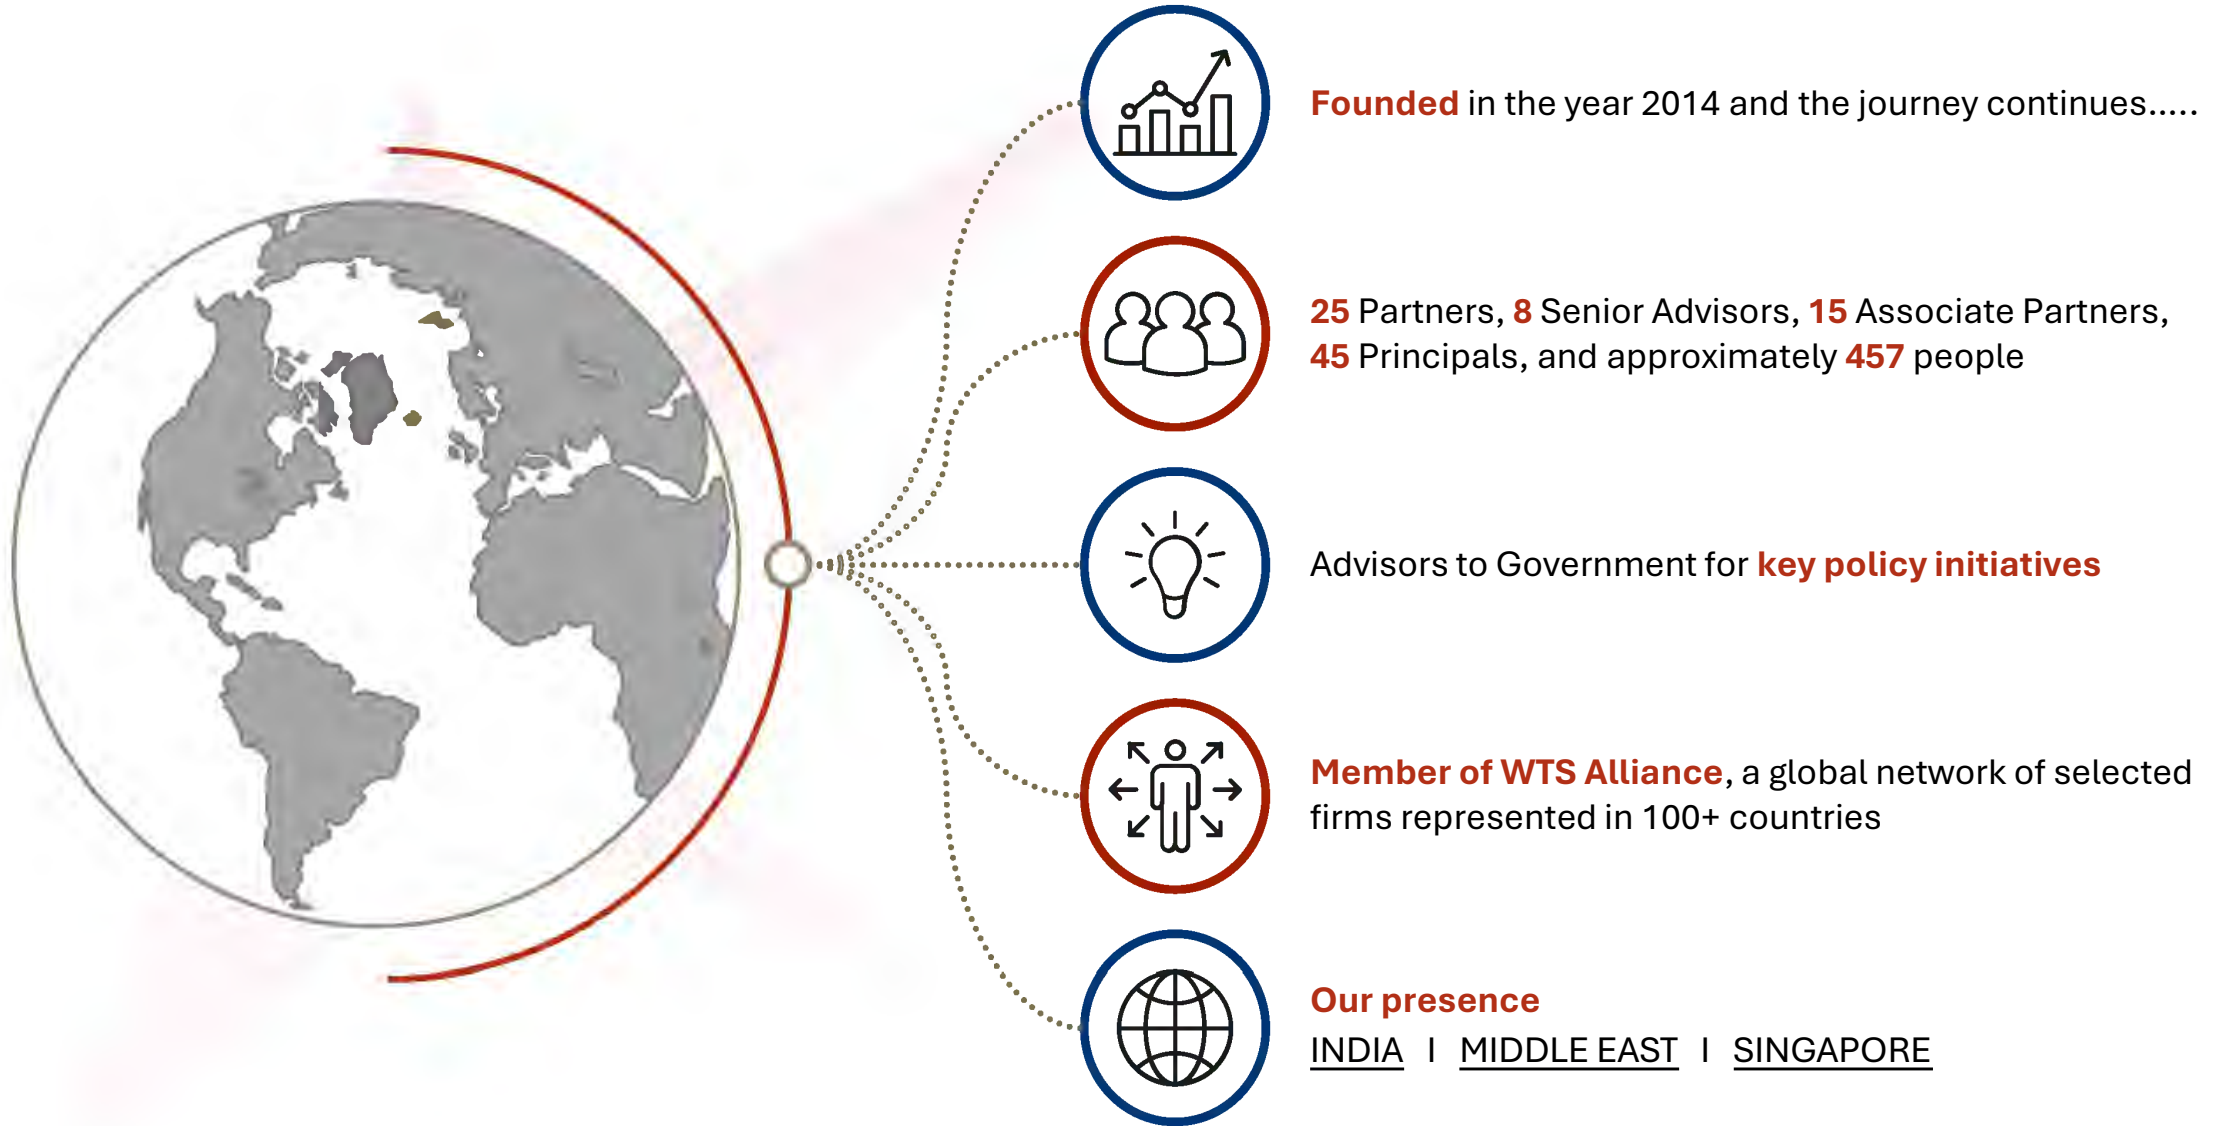 Founded in the year 2014 and the journey continues.....
25 Partners, 8 Senior Advisors, 15 Associate Partners,
45 Principals, and approximately 457 people
Advisors to Government for key policy initiatives
Member of WTS Alliance, a global network of selected
firms represented in 100+ countries
Our presence
INDIA I MIDDLE EAST I SINGAPORE